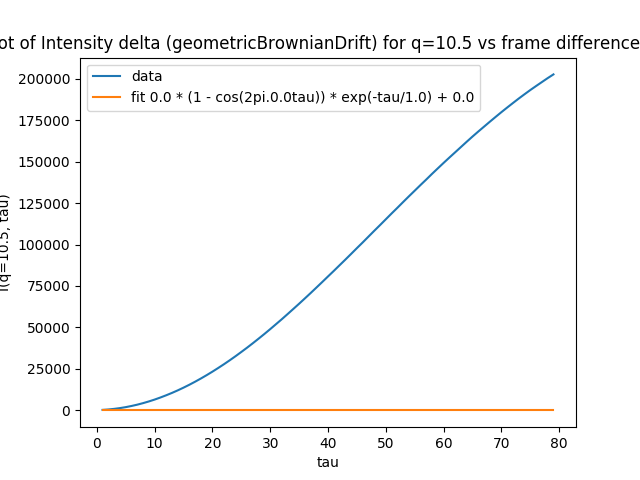 ot of Intensity delta (geometricBrownianDrift) for q=10.5 vs frame difference
data
fit 0.0 * (1 - cos(2pi.0.0tau)) * exp(-tau/1.0) + 0.0
I(q=10.5, tau)
200000
175000
150000
125000
100000
75000
50000
25000
0
0 10 20 30 40 50 60 70 80
tau